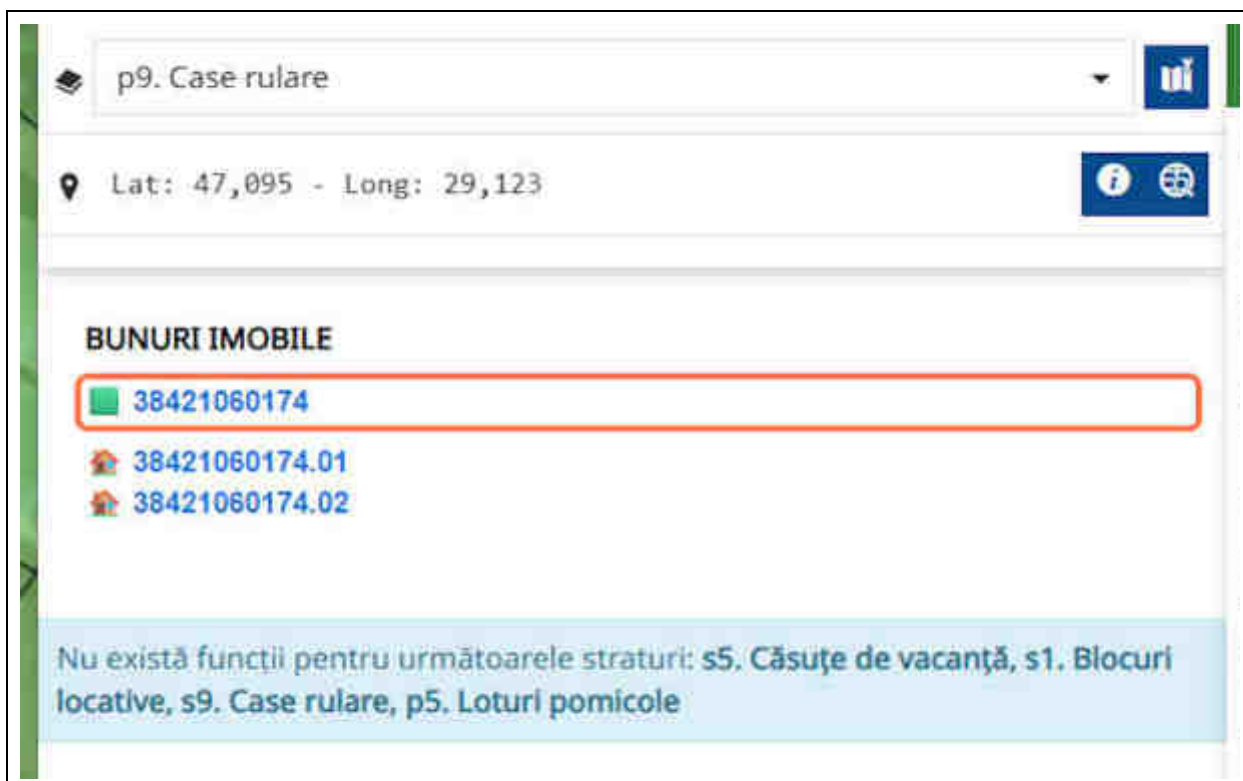 p9. Case rulare
Lat: 47,095 - Long: 29,123
BUNURI IMOBILE
38421060174
38421060174.01
38421060174.02
Nu există funcții pentru următoarele straturi: s5. Căsuțe de vacanță, s1. Blocuri
locative, s9. Case rulare, p5. Loturi pomicole